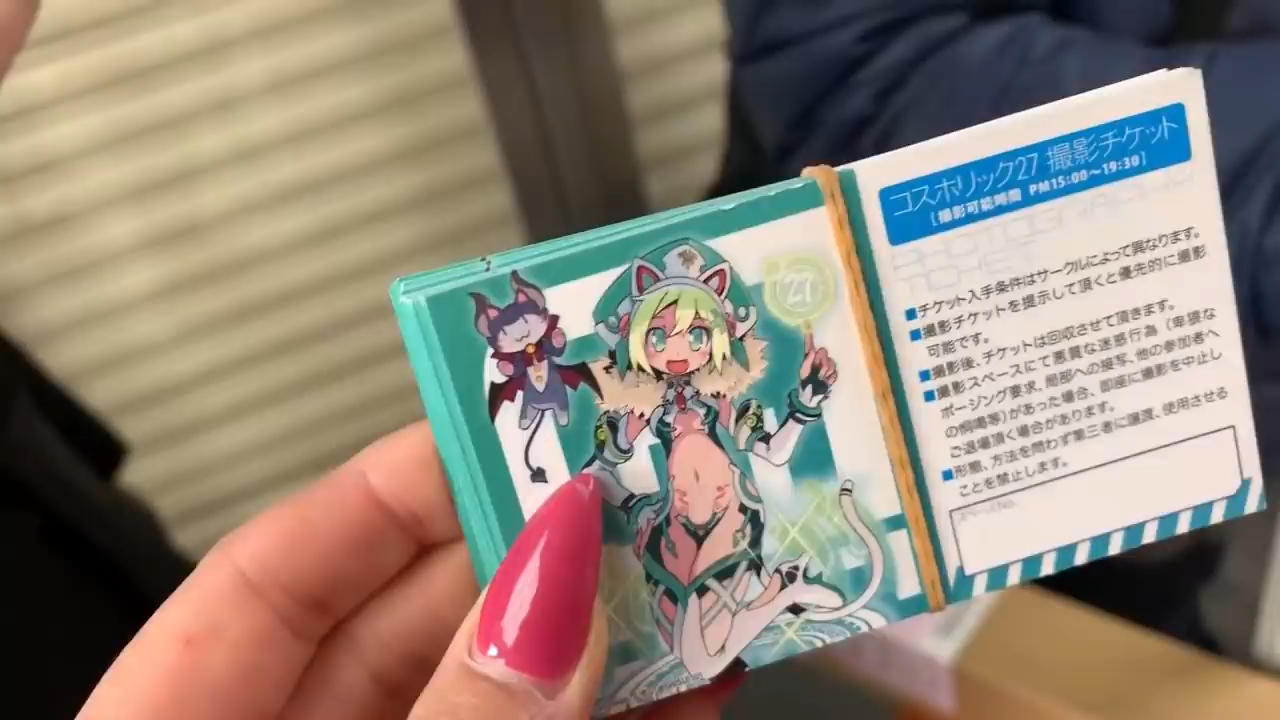 27
コスホリック27 撮影チケット
[撮影可能時間 PM15:00〜19:30]
■チケット入手条件はサークルによって異なります。
■撮影チケットを提示して頂くと優先的に撮影
可能です。
■撮影後、チケットは回収させて頂きます。
■撮影スペースにて悪質な迷惑行為（卑猥な
ポージング要求、局部への接写、他の参加者へ
の恫喝等）があった場合、即座に撮影を中止し
ご退場頂く場合があります。
■形態、方法を問わず第三者に譲渡、使用させる
ことを禁止します。
スペースNo.